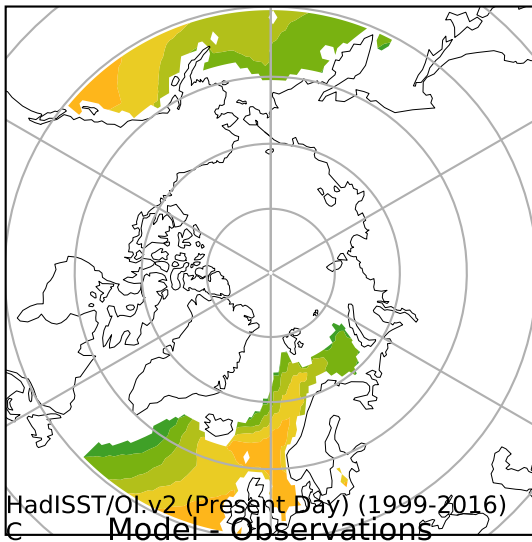 HadISST/OI.v2 (Present Day) (1999-2016)
C Model - Observations